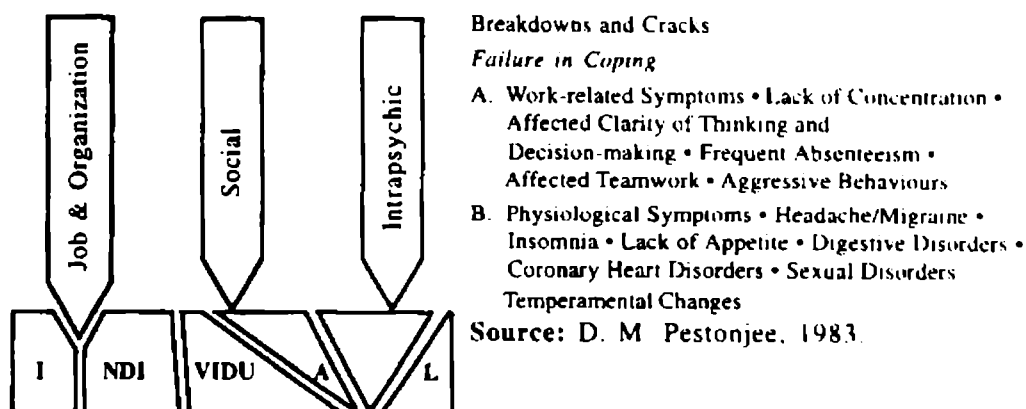 Job & Organization
Social
Intrapsychic
I NDI VIDU A L
Breakdowns and Cracks
Failure in Coping
A. Work-related Symptoms • Lack of Concentration •
Affected Clarity of Thinking and
Decision-making • Frequent Absenteeism •
Affected Teamwork • Aggressive Behaviours
B. Physiological Symptoms • Headache/Migraine •
Insomnia • Lack of Appetite • Digestive Disorders •
Coronary Heart Disorders • Sexual Disorders
Temperamental Changes
Source: D. M Pestonjee, 1983.